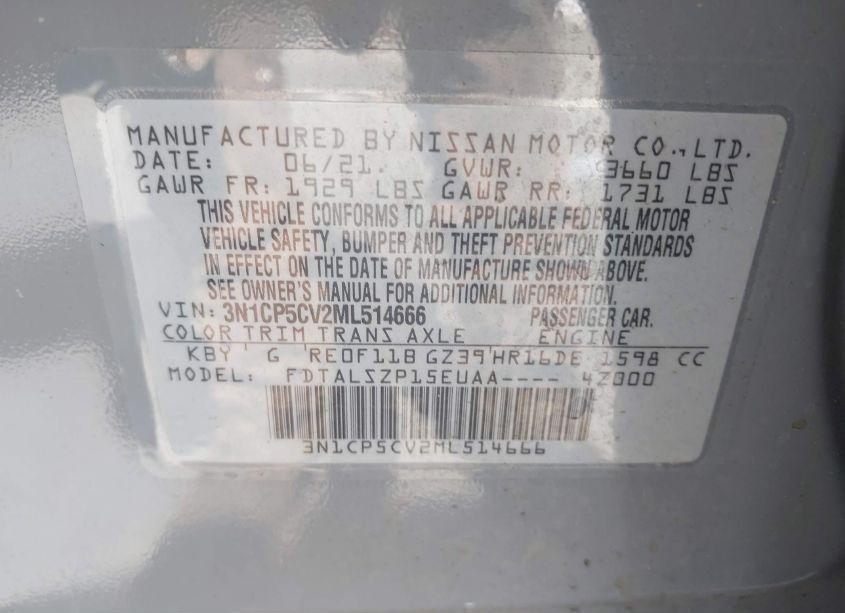 MANUFACTURED BY NISSAN MOTOR CO., LTD.
DATE: 06/21. GVWR: 3660 LBS
GAWR FR: 1929 LBS GAWR RR: 1731 LBS
THIS VEHICLE CONFORMS TO ALL APPLICABLE FEDERAL MOTOR
VEHICLE SAFETY, BUMPER AND THEFT PREVENTION STANDARDS
IN EFFECT ON THE DATE OF MANUFACTURE SHOWN ABOVE.
SEE OWNER'S MANUAL FOR ADDITIONAL INFORMATION.
VIN: 3N1CP5CV2ML514666 PASSENGER CAR.
COLOR TRIM TRANS AXLE ENGINE
KBY G RE0F11B GZ39 HR16DE 1598 CC
MODEL: FDTALSZP15EUAA---- 4Z000
3N1CP5CV2ML514666